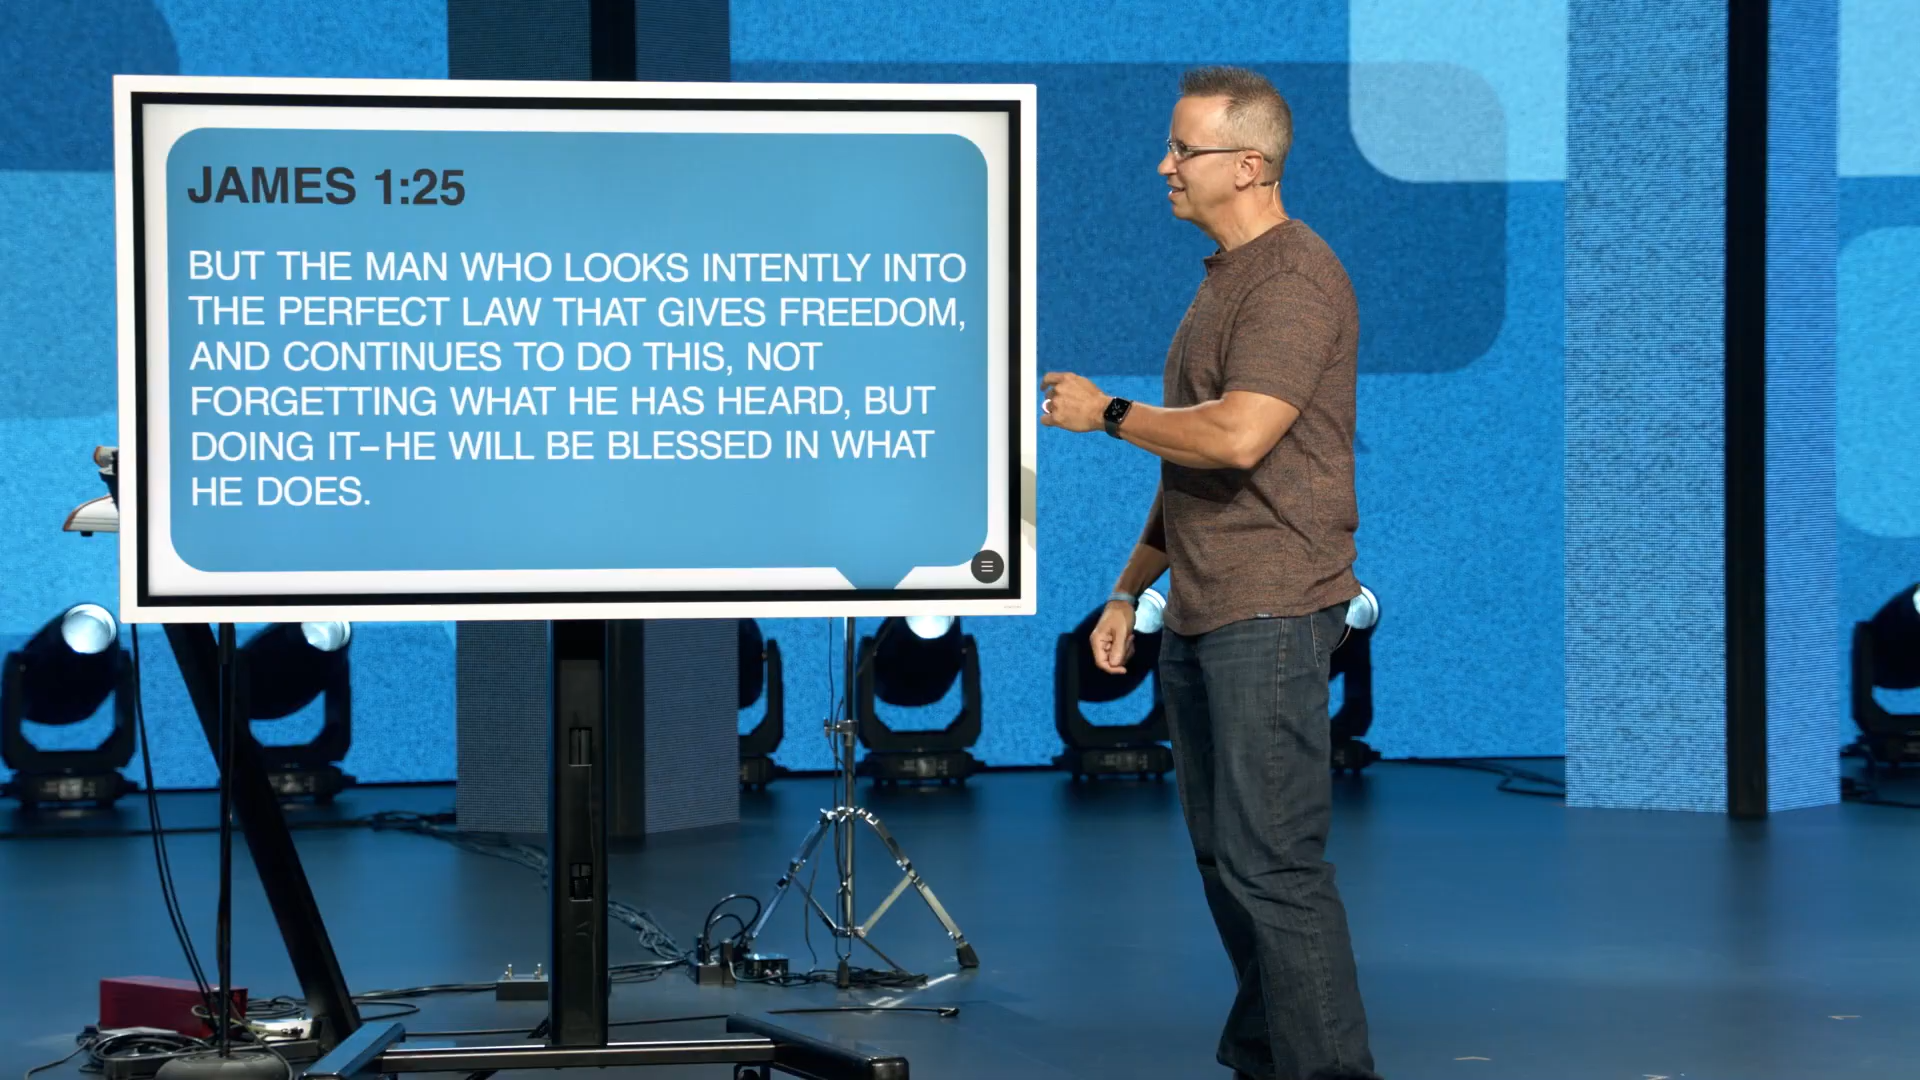 JAMES 1:25
BUT THE MAN WHO LOOKS INTENTLY INTO
THE PERFECT LAW THAT GIVES FREEDOM,
AND CONTINUES TO DO THIS, NOT
FORGETTING WHAT HE HAS HEARD, BUT
DOING IT–HE WILL BE BLESSED IN WHAT
HE DOES.